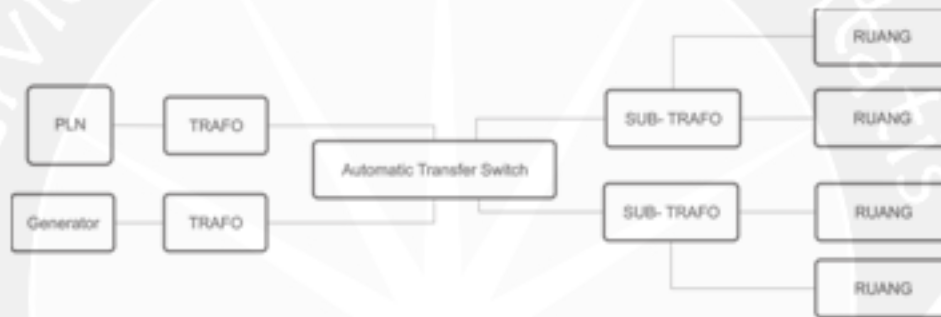 RUANG
PLN
TRAFO
SUB- TRAFO
RUANG
Automatic Transfer Switch
Generator
TRAFO
SUB- TRAFO
RUANG
RUANG